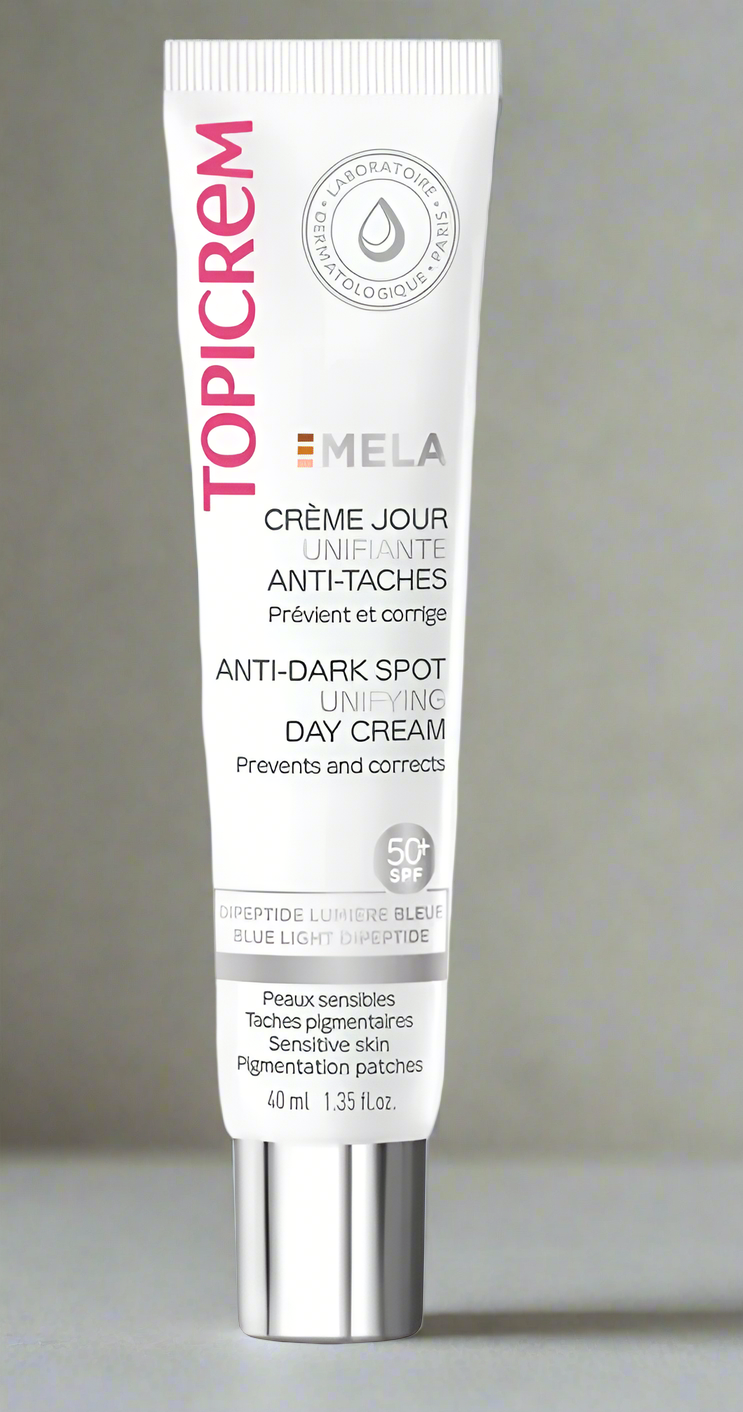 TOPICREM
• LABORATOIRE •
DERMATOLOGIQUE • PARIS
MELA
CRÈME JOUR
UNIFIANTE
ANTI-TACHES
Prévient et corrige
ANTI-DARK SPOT
UNIFYING
DAY CREAM
Prevents and corrects
50+
SPF
DIPEPTIDE LUMIÈRE BLEUE
BLUE LIGHT DIPEPTIDE
Peaux sensibles
Taches pigmentaires
Sensitive skin
Pigmentation patches
40 ml 1.35 fl.oz.